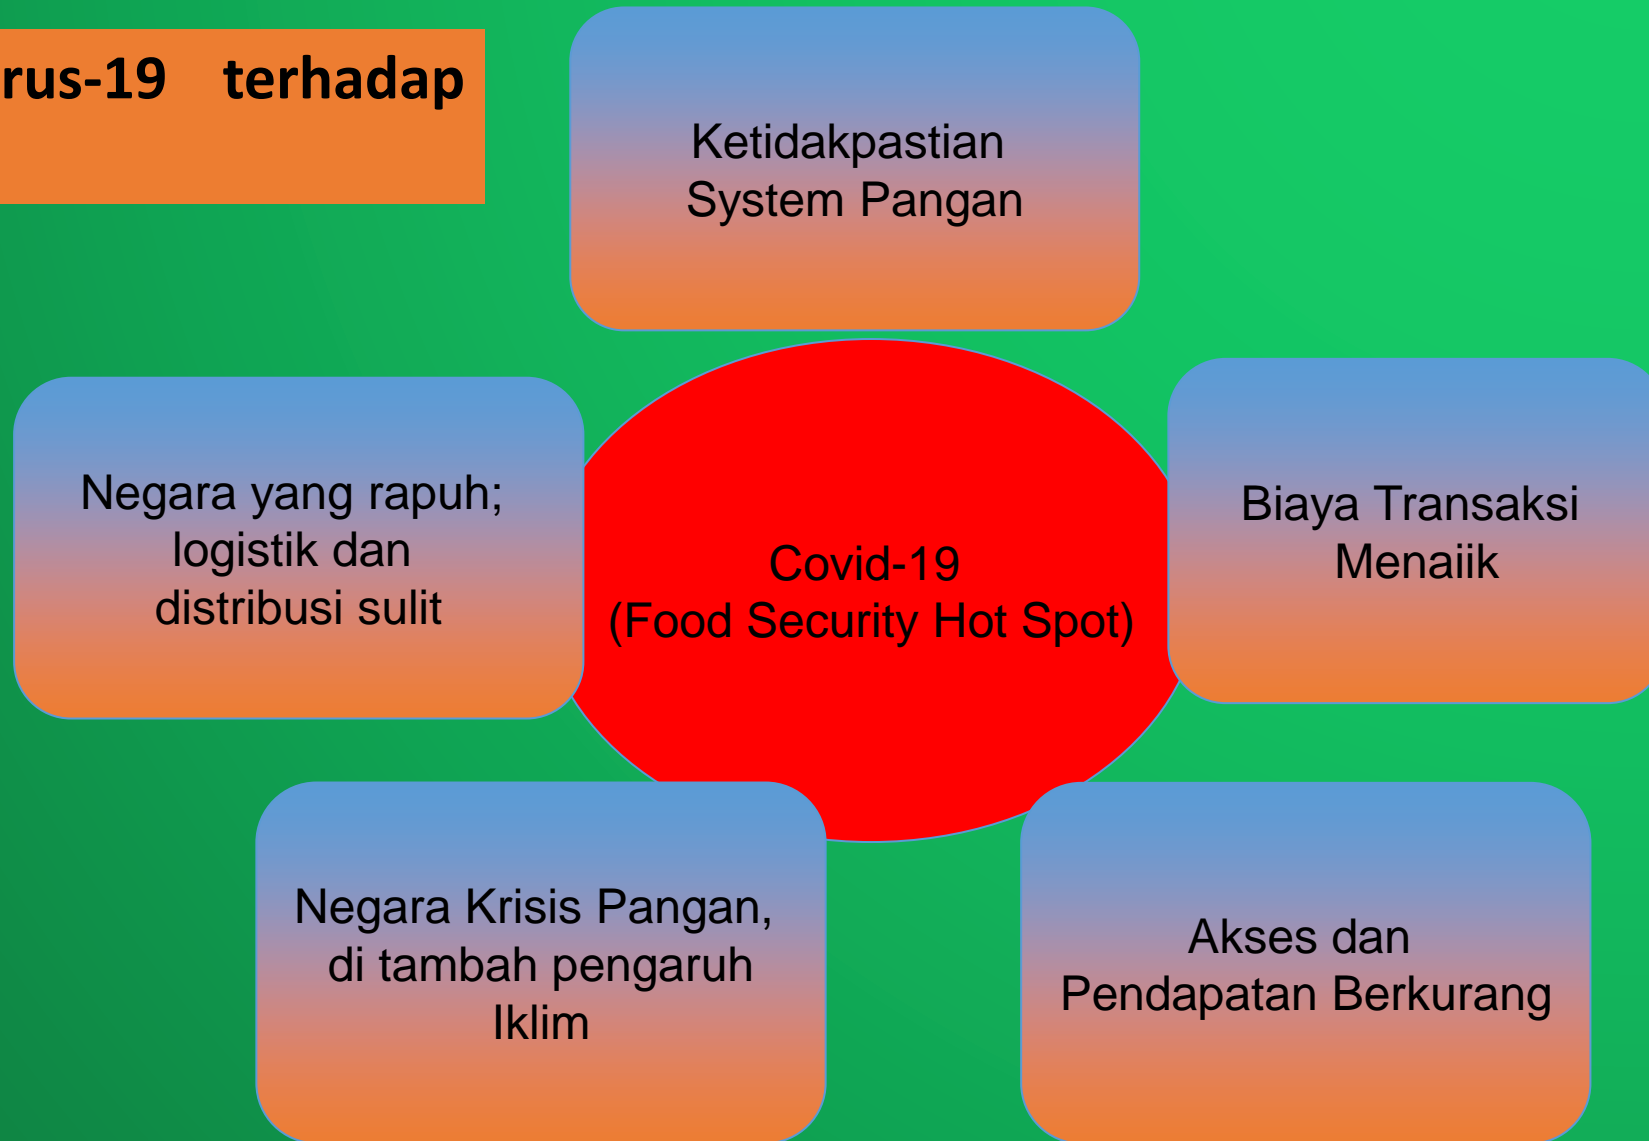 rus-19 terhadap
Ketidakpastian
System Pangan
Negara yang rapuh;
logistik dan
distribusi sulit
Covid-19
(Food Security Hot Spot)
Biaya Transaksi
Menaiik
Negara Krisis Pangan,
di tambah pengaruh
Iklim
Akses dan
Pendapatan Berkurang